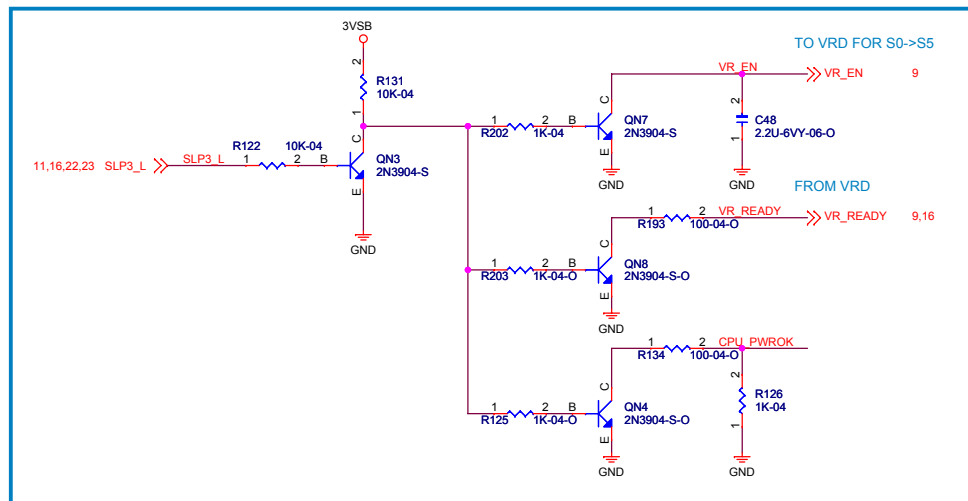 3VSB
TO VRD FOR S0->S5
2
R131
10K-04
1
VR_EN
VR_EN 9
C
2
C48
2.2U-6VY-06-O
1
1 2 B
R202 1K-04
QN7
2N3904-S
E
GND
GND
11,16,22,23 SLP3_L
SLP3_L
R122 10K-04
1 2 B
C
QN3
2N3904-S
E
GND
FROM VRD
1 2
R193 100-04-O
VR_READY
VR_READY 9,16
C
1 2 B
R203 1K-04-O
QN8
2N3904-S-O
E
GND
1 2
R134 100-04-O
CPU_PWROK
C
2
R126
1K-04
1
1 2 B
R125 1K-04-O
QN4
2N3904-S-O
E
GND
GND